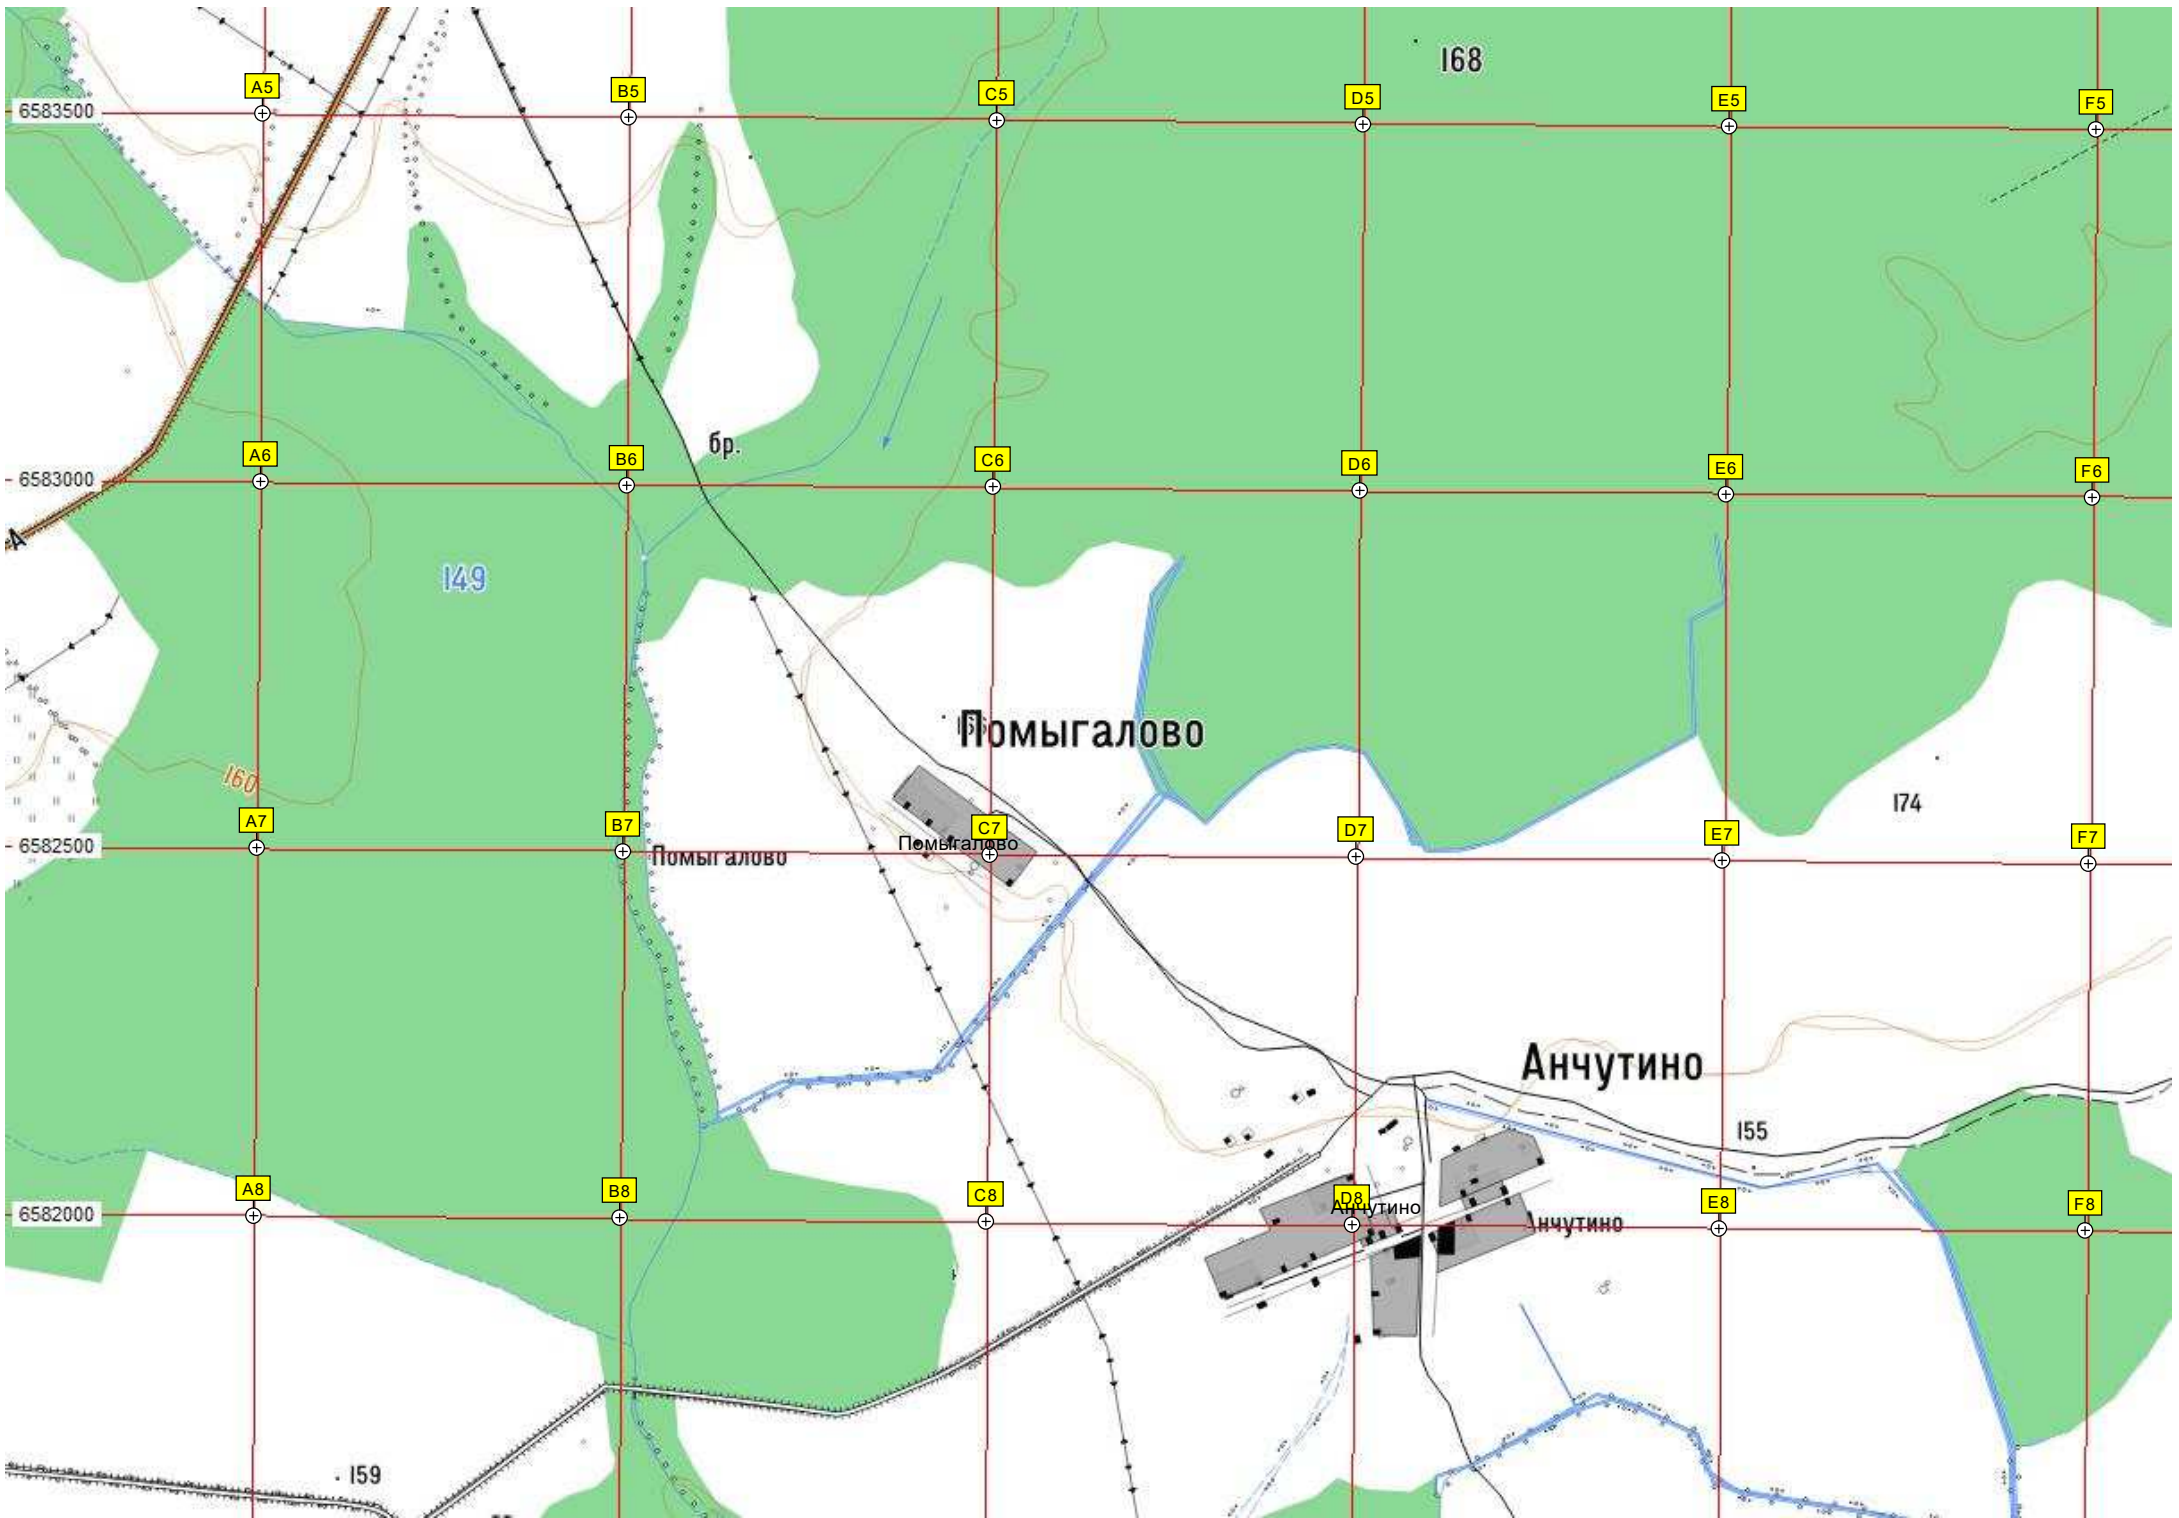 168
A5
B5
C5
D5
E5
F5
6583500
бр.
A6
B6
C6
D6
E6
F6
6583000
А
149
Помыгалово
160
174
A7
B7
C7
D7
E7
F7
6582500
Помыгалово
Помыгалово
Анчутино
155
A8
B8
C8
D8
E8
F8
6582000
Анчутино
Анчутино
159